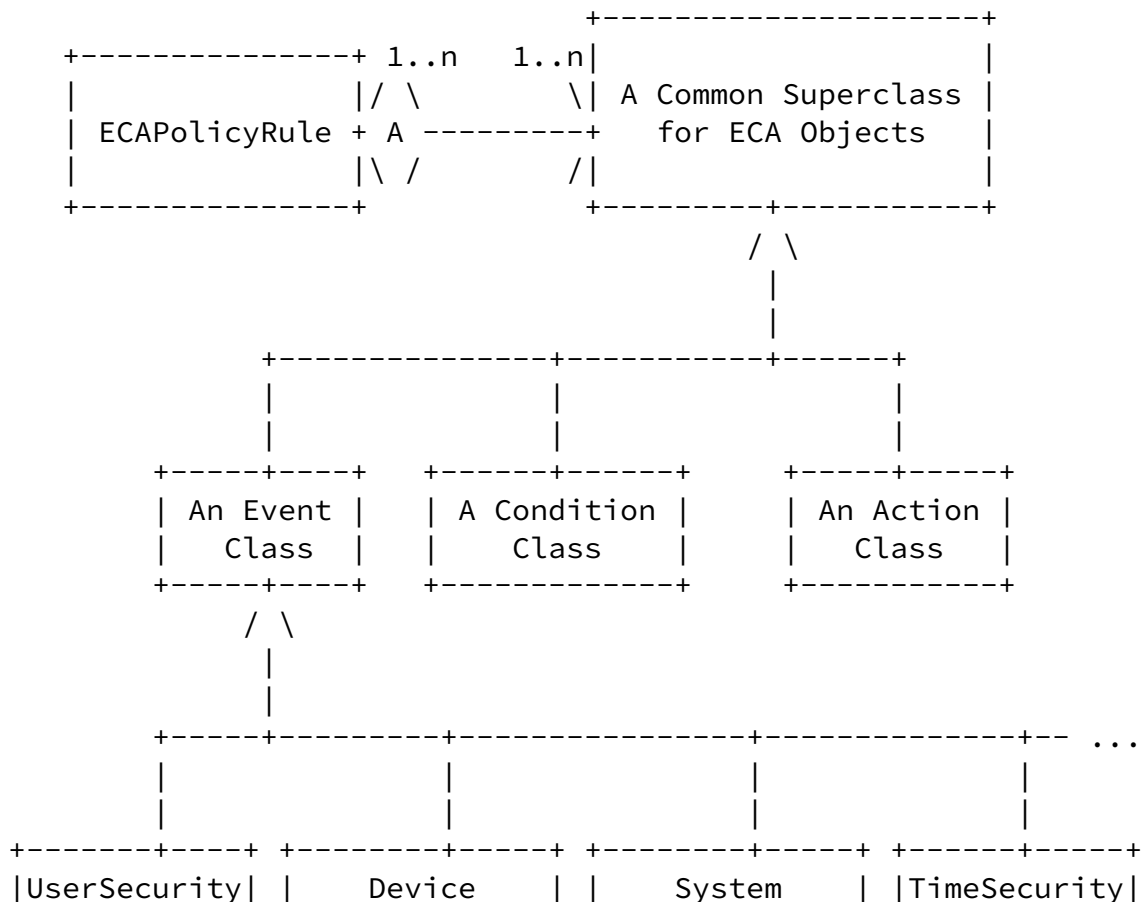 1..n 1..n
A Common Superclass
ECAPolicyRule A for ECA Objects
An Event A Condition An Action
Class Class Class
...
UserSecurity Device System TimeSecurity